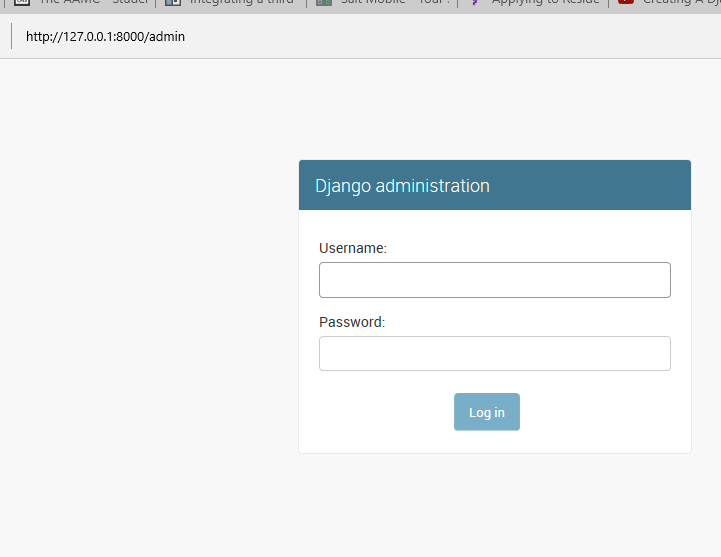 The AAMC - Studer Integrating a third Salt Mobile - Your Applying to Reside Creating A Dja
http://127.0.0.1:8000/admin
Django administration
Username:
Password:
Log in